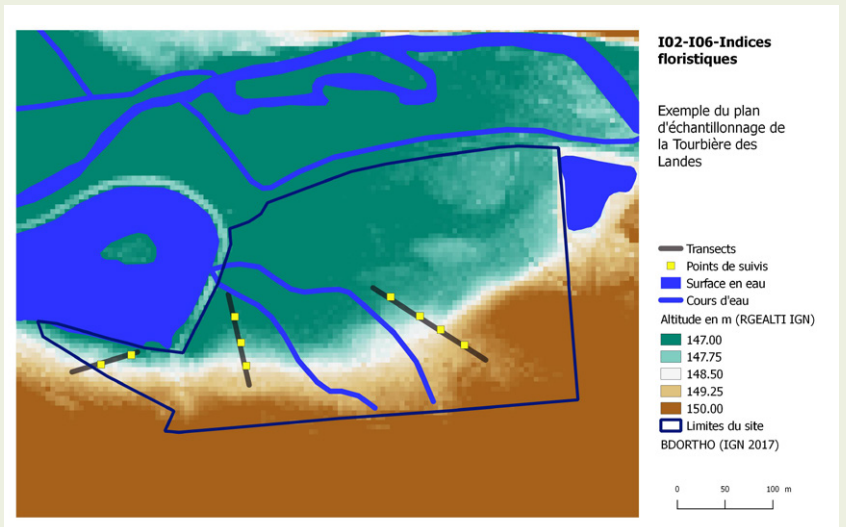 I02-I06-Indices
floristiques
Exemple du plan
d'échantillonnage de
la Tourbière des
Landes
Transects
Points de suivis
Surface en eau
Cours d'eau
Altitude en m (RGEALTI IGN)
147.00
147.75
148.50
149.25
150.00
Limites du site
BDORTHO (IGN 2017)
0 50 100 m